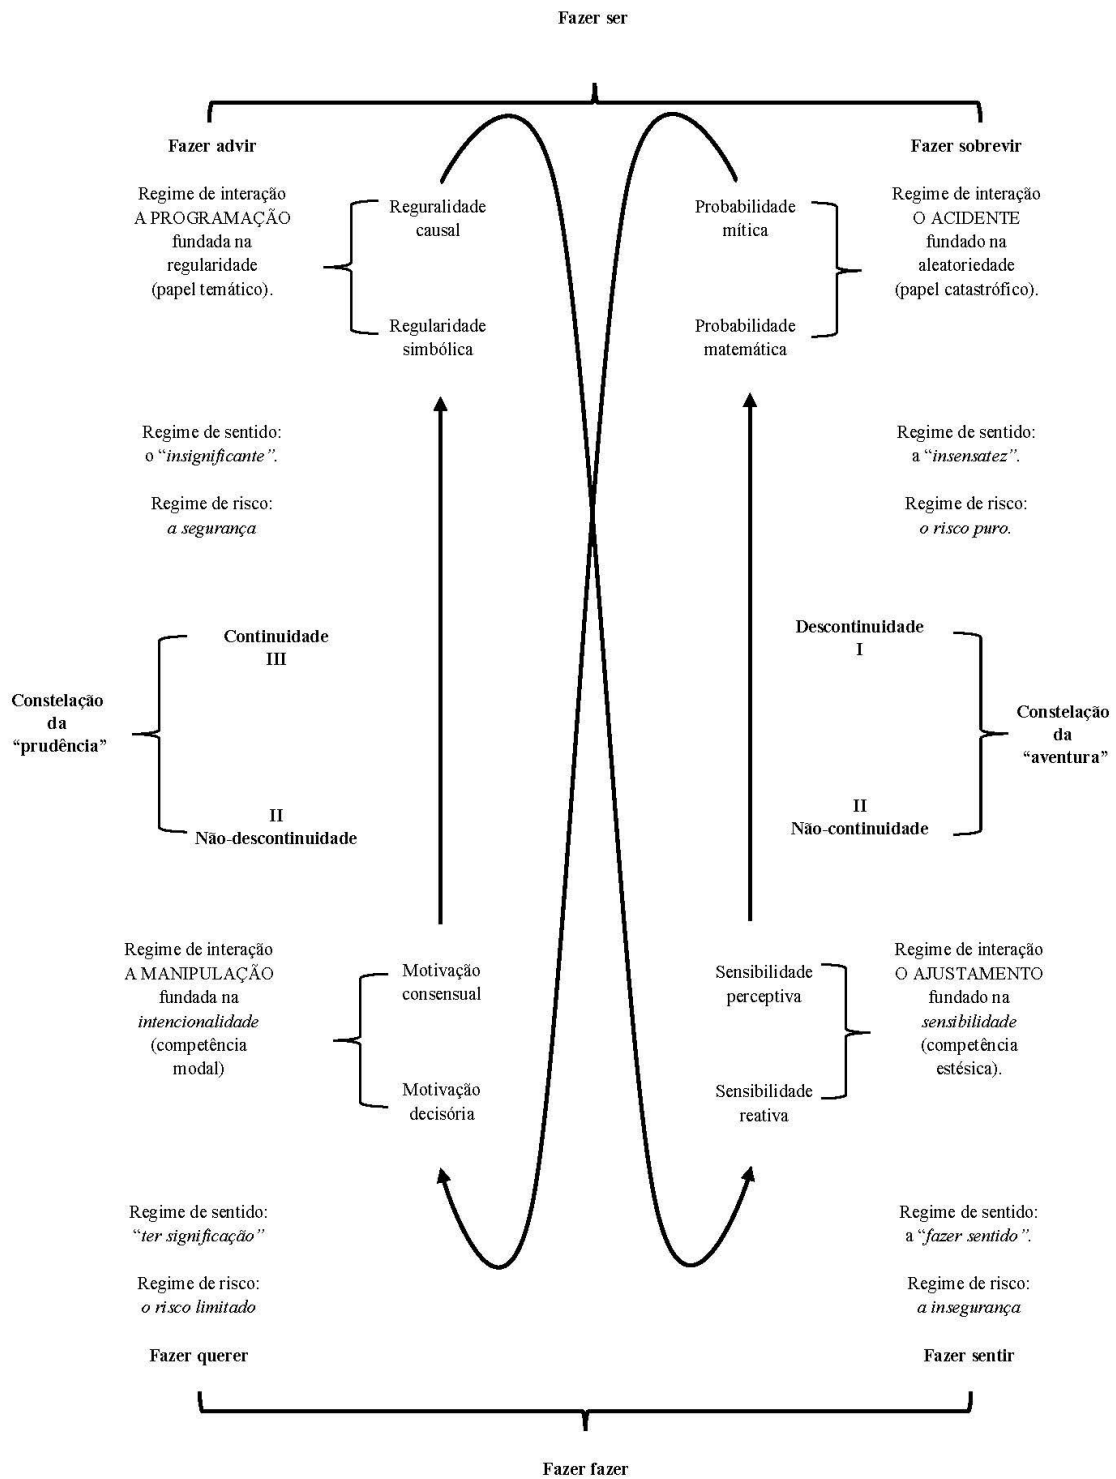 Fazer ser
Fazer advir
Fazer sobrevir
Regime de interação
A PROGRAMAÇÃO
fundada na
regularidade
(papel temático).
Reguralidade
causal
Regularidade
simbólica
Probabilidade
mítica
Probabilidade
matemática
Regime de interação
O ACIDENTE
fundado na
aleatoriedade
(papel catastrófico).
Regime de sentido:
o “insignificante”.
Regime de risco:
a segurança
Regime de sentido:
a “insensatez”.
Regime de risco:
o risco puro.
Constelação
da
“prudência”
Continuidade
III
II
Não-descontinuidade
Descontinuidade
I
II
Não-continuidade
Constelação
da
“aventura”
Regime de interação
A MANIPULAÇÃO
fundada na
intencionalidade
(competência
modal)
Motivação
consensual
Motivação
decisória
Sensibilidade
perceptiva
Sensibilidade
reativa
Regime de interação
O AJUSTAMENTO
fundado na
sensibilidade
(competência
estésica).
Regime de sentido:
“ter significação”
Regime de risco:
o risco limitado
Regime de sentido:
a “fazer sentido”.
Regime de risco:
a insegurança
Fazer querer
Fazer sentir
Fazer fazer